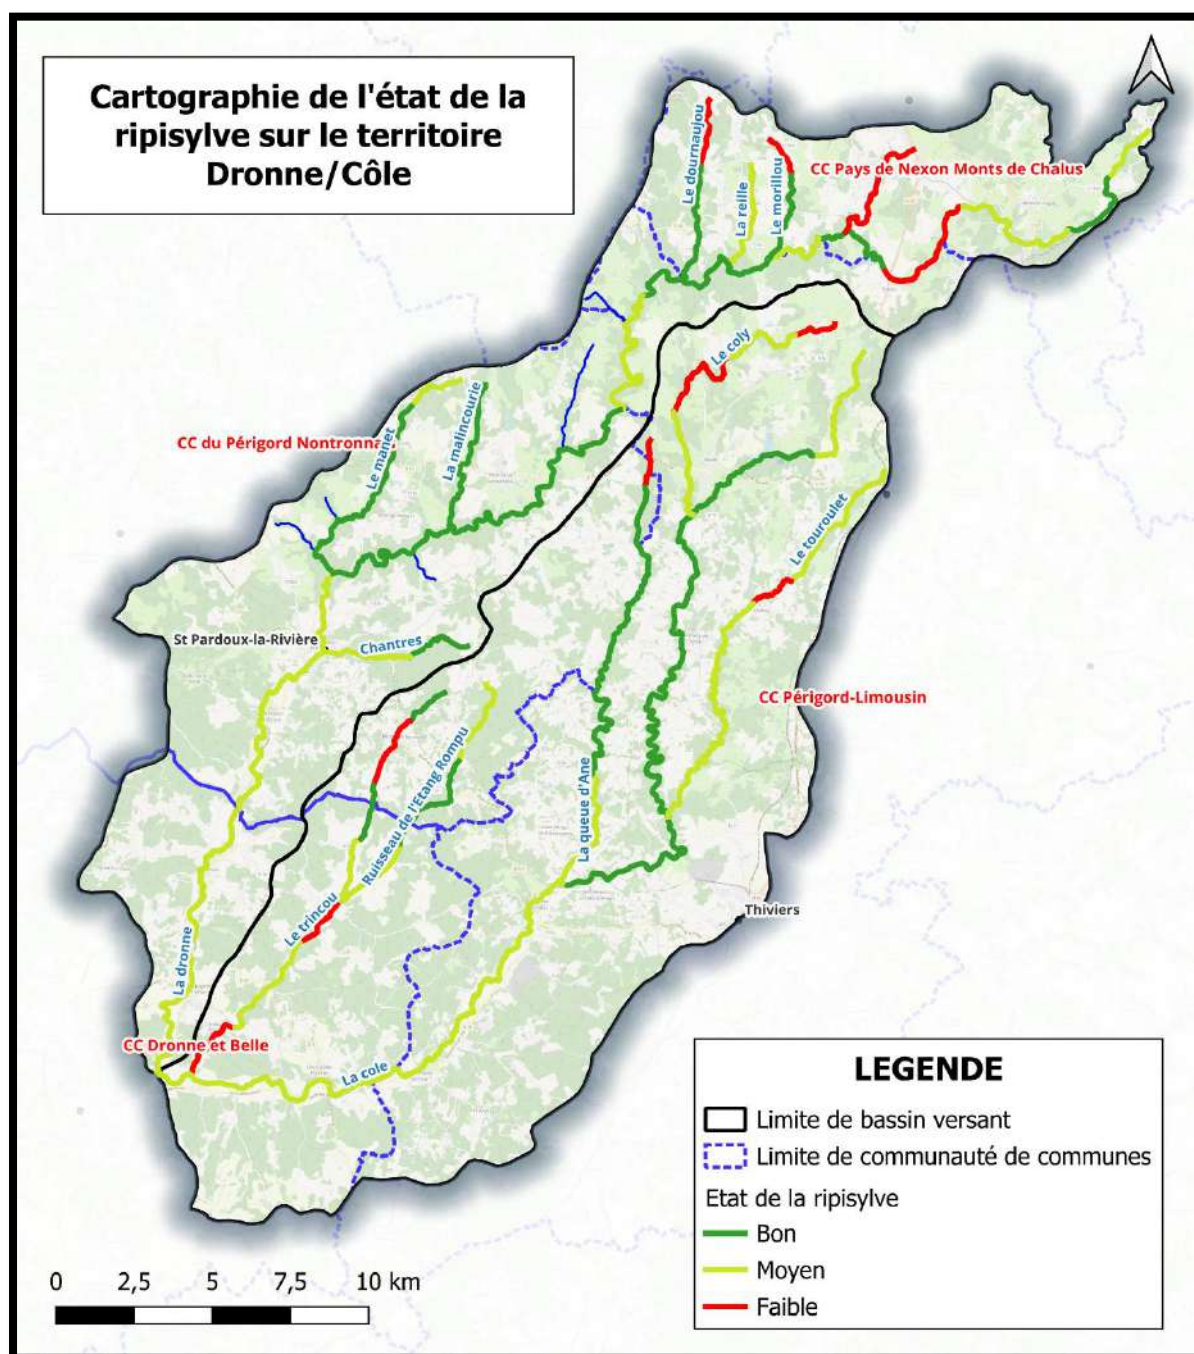 Cartographie de l'état de la
ripisylve sur le territoire
Dronne/Côle
Le dournaujou
La reille
Le morillou
CC Pays de Nexon Monts de Chalus
Le coly
CC du Périgord Nontronna
Le manet
La malincourie
Le touroulet
St Pardoux-la-Rivière
Chantres
CC Périgord-Limousin
Ruisseau de l'Etang Rompu
La queue d'Ane
Le trincou
Thiviers
La dronne
CC Dronne et Belle
La cole
LEGENDE
Limite de bassin versant
Limite de communauté de communes
Etat de la ripisylve
Bon
Moyen
Faible
0 2,5 5 7,5 10 km